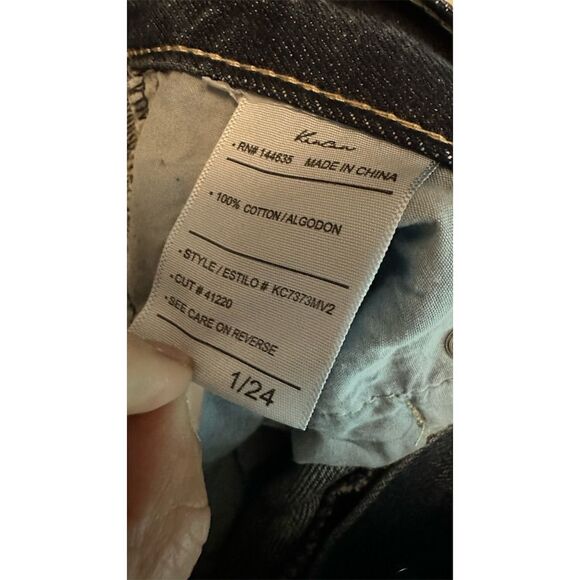 KanCan
• RN# 144635 MADE IN CHINA
• 100% COTTON/ALGODON
• STYLE / ESTILO # KC7373MV2
• CUT # 41220
• SEE CARE ON REVERSE
1/24